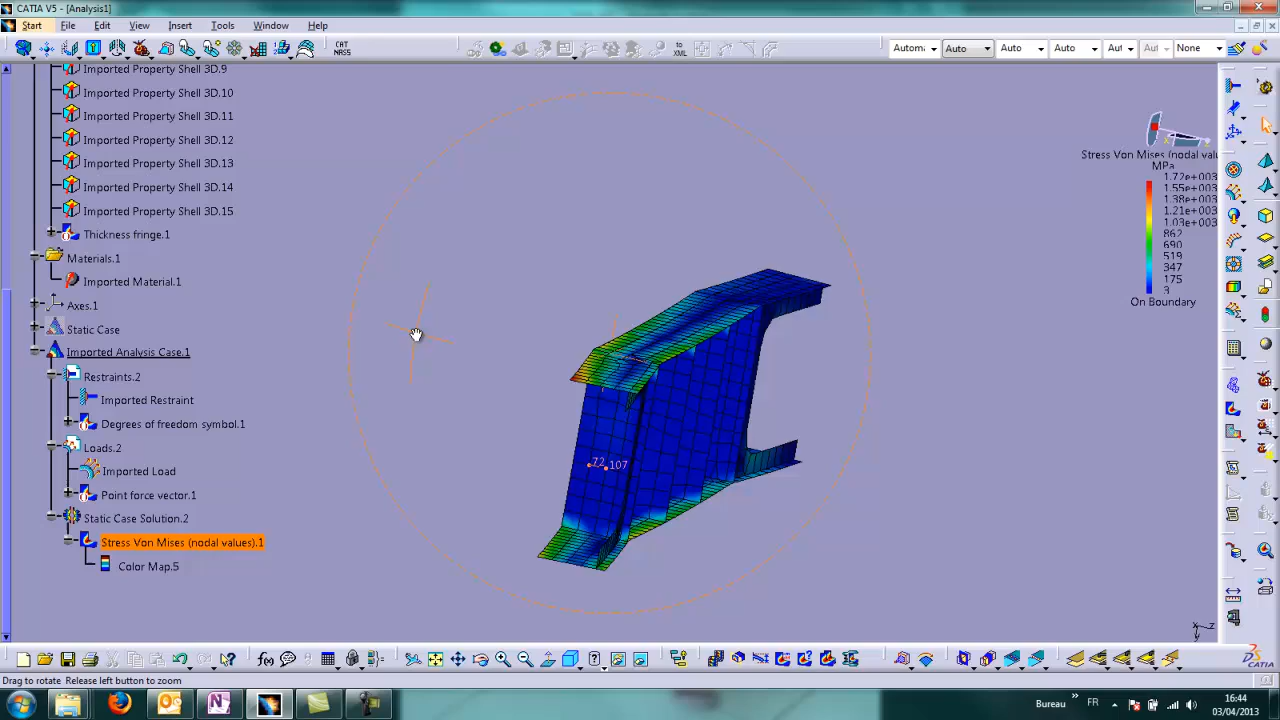 CATIA V5 - [Analysis1]
Start File Edit View Insert Tools Window Help
CAT
NASS
to
XML
Autom: Auto Auto Auto Aut Aut None
Imported Property Shell 3D.9
Imported Property Shell 3D.10
Imported Property Shell 3D.11
Imported Property Shell 3D.12
Imported Property Shell 3D.13
Imported Property Shell 3D.14
Imported Property Shell 3D.15
Thickness fringe.1
Materials.1
Imported Material.1
Axes.1
Static Case
Imported Analysis Case.1
Restraints.2
Imported Restraint
Degrees of freedom symbol.1
Loads.2
Imported Load
Point force vector.1
Static Case Solution.2
Stress Von Mises (nodal values).1
Color Map.5
72 107
Stress Von Mises (nodal valu
MPa
1.72e+003
1.55e+003
1.38e+003
1.21e+003
1.03e+003
862
690
519
347
175
3
On Boundary
f(x)
CATIA
Drag to rotate Release left button to zoom
Bureau FR 16:44
03/04/2013